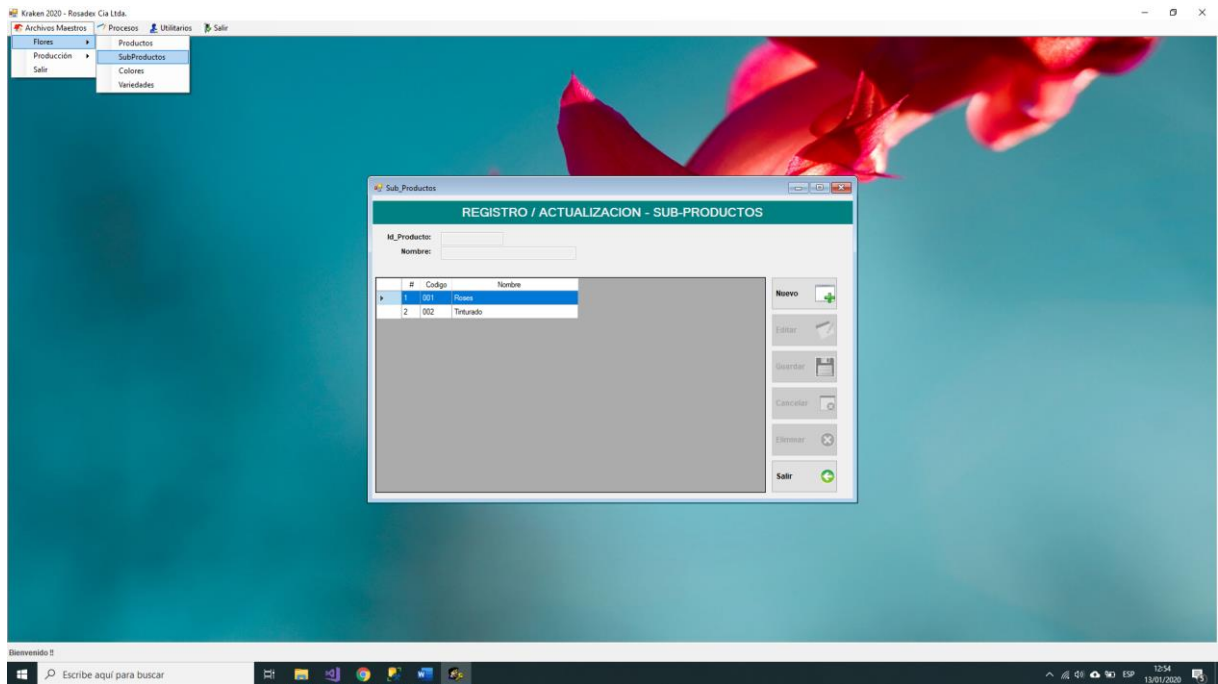 Kraken 2020 - Rosadex Cia Ltda.
Archivos Maestros Procesos Utilitarios Salir
Flores
Producción
Salir
Productos
SubProductos
Colores
Variedades
Sub_Productos
REGISTRO / ACTUALIZACION - SUB-PRODUCTOS
Id_Producto:
Nombre:
# Codigo Nombre
1 001 Roses
2 002 Tinturado
Nuevo
Editar
Guardar
Cancelar
Eliminar
Salir
Bienvenido !!
Escribe aquí para buscar
ESP
12:54
13/01/2020